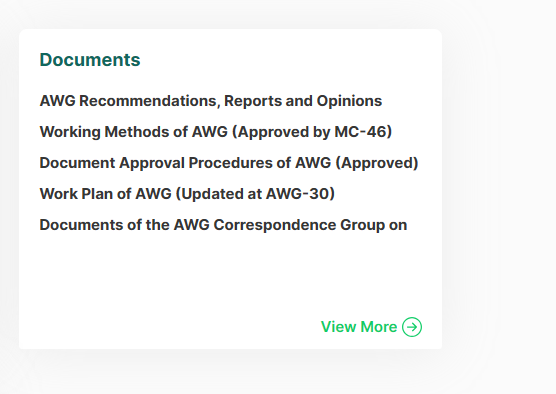 Documents
AWG Recommendations, Reports and Opinions
Working Methods of AWG (Approved by MC-46)
Document Approval Procedures of AWG (Approved)
Work Plan of AWG (Updated at AWG-30)
Documents of the AWG Correspondence Group on
View More